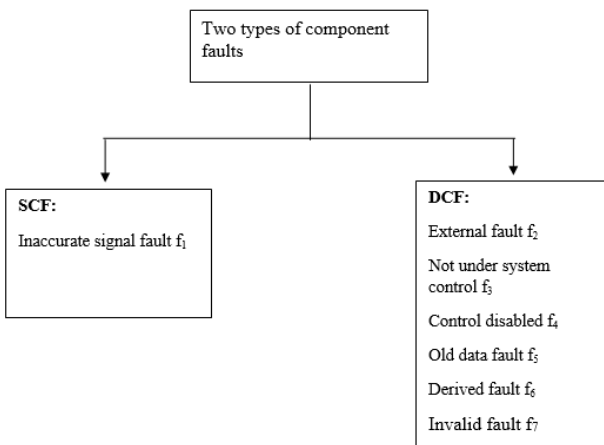 Two types of component
faults
SCF:
Inaccurate signal fault f₁
DCF:
External fault f₂
Not under system
control f₃
Control disabled f₄
Old data fault f₅
Derived fault f₆
Invalid fault f₇